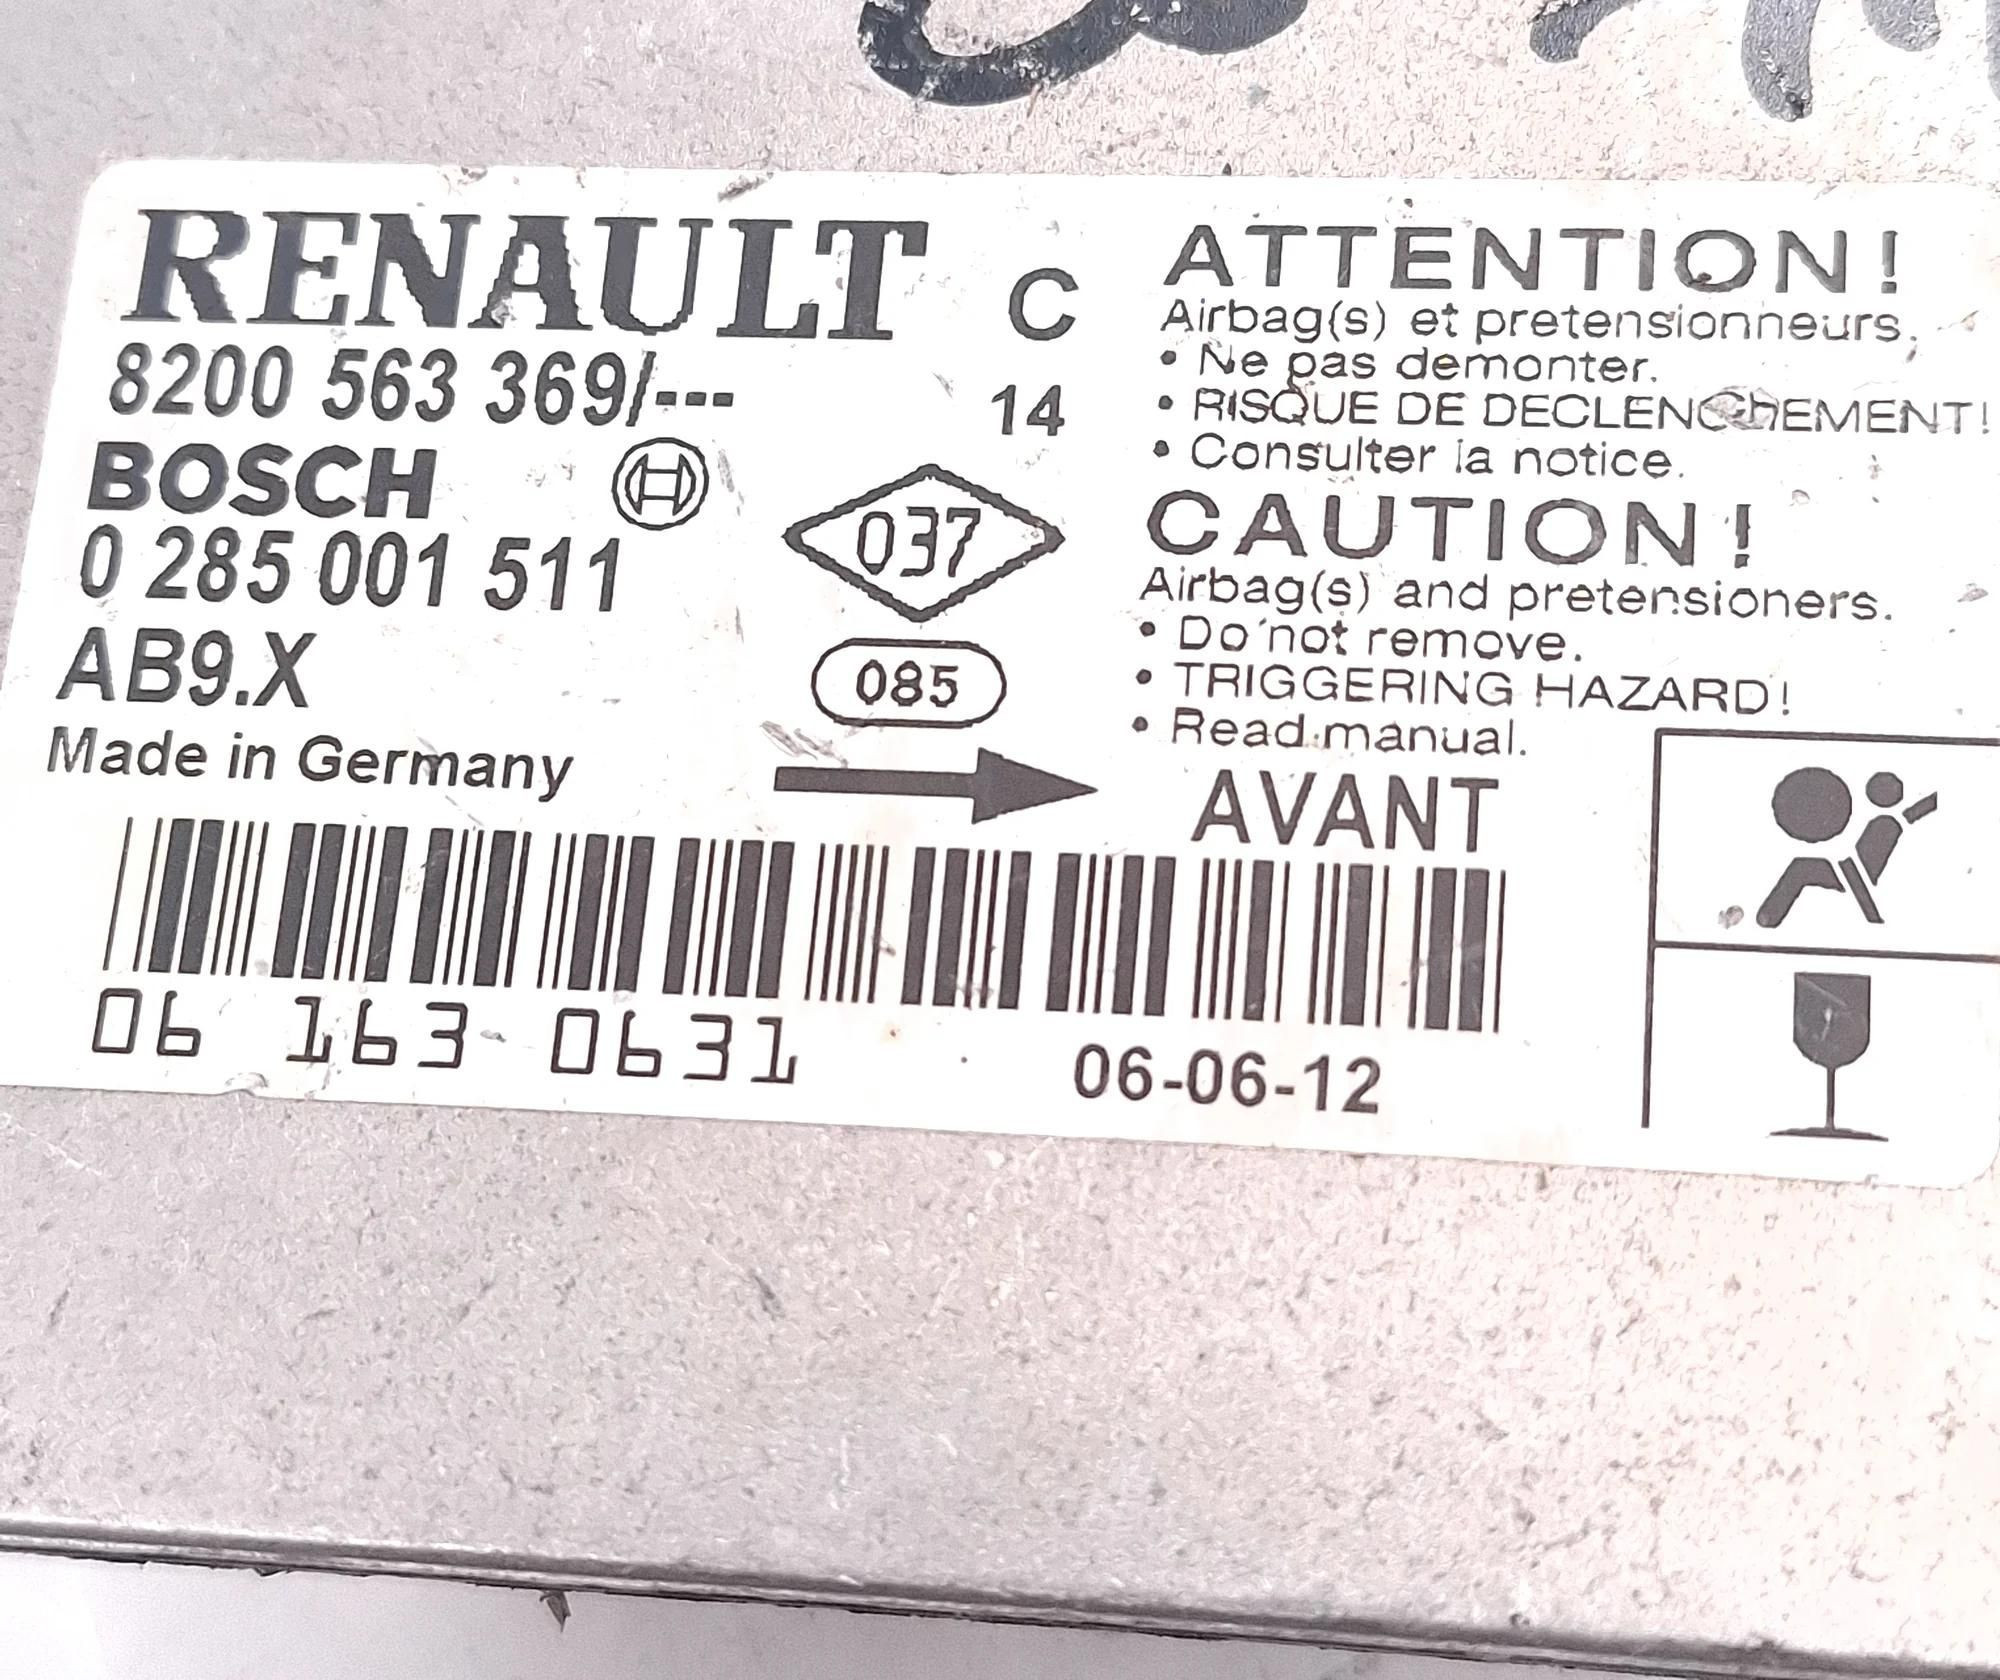 RENAULT C
8200 563 369/--- 14
BOSCH
0 285 001 511
AB9.X
Made in Germany
037
085
ATTENTION!
Airbag(s) et pretensionneurs.
• Ne pas demonter.
• RISQUE DE DECLENCHEMENT!
• Consulter la notice.
CAUTION!
Airbag(s) and pretensioners.
• Do not remove.
• TRIGGERING HAZARD!
• Read manual.
AVANT
06 163 0631
06-06-12